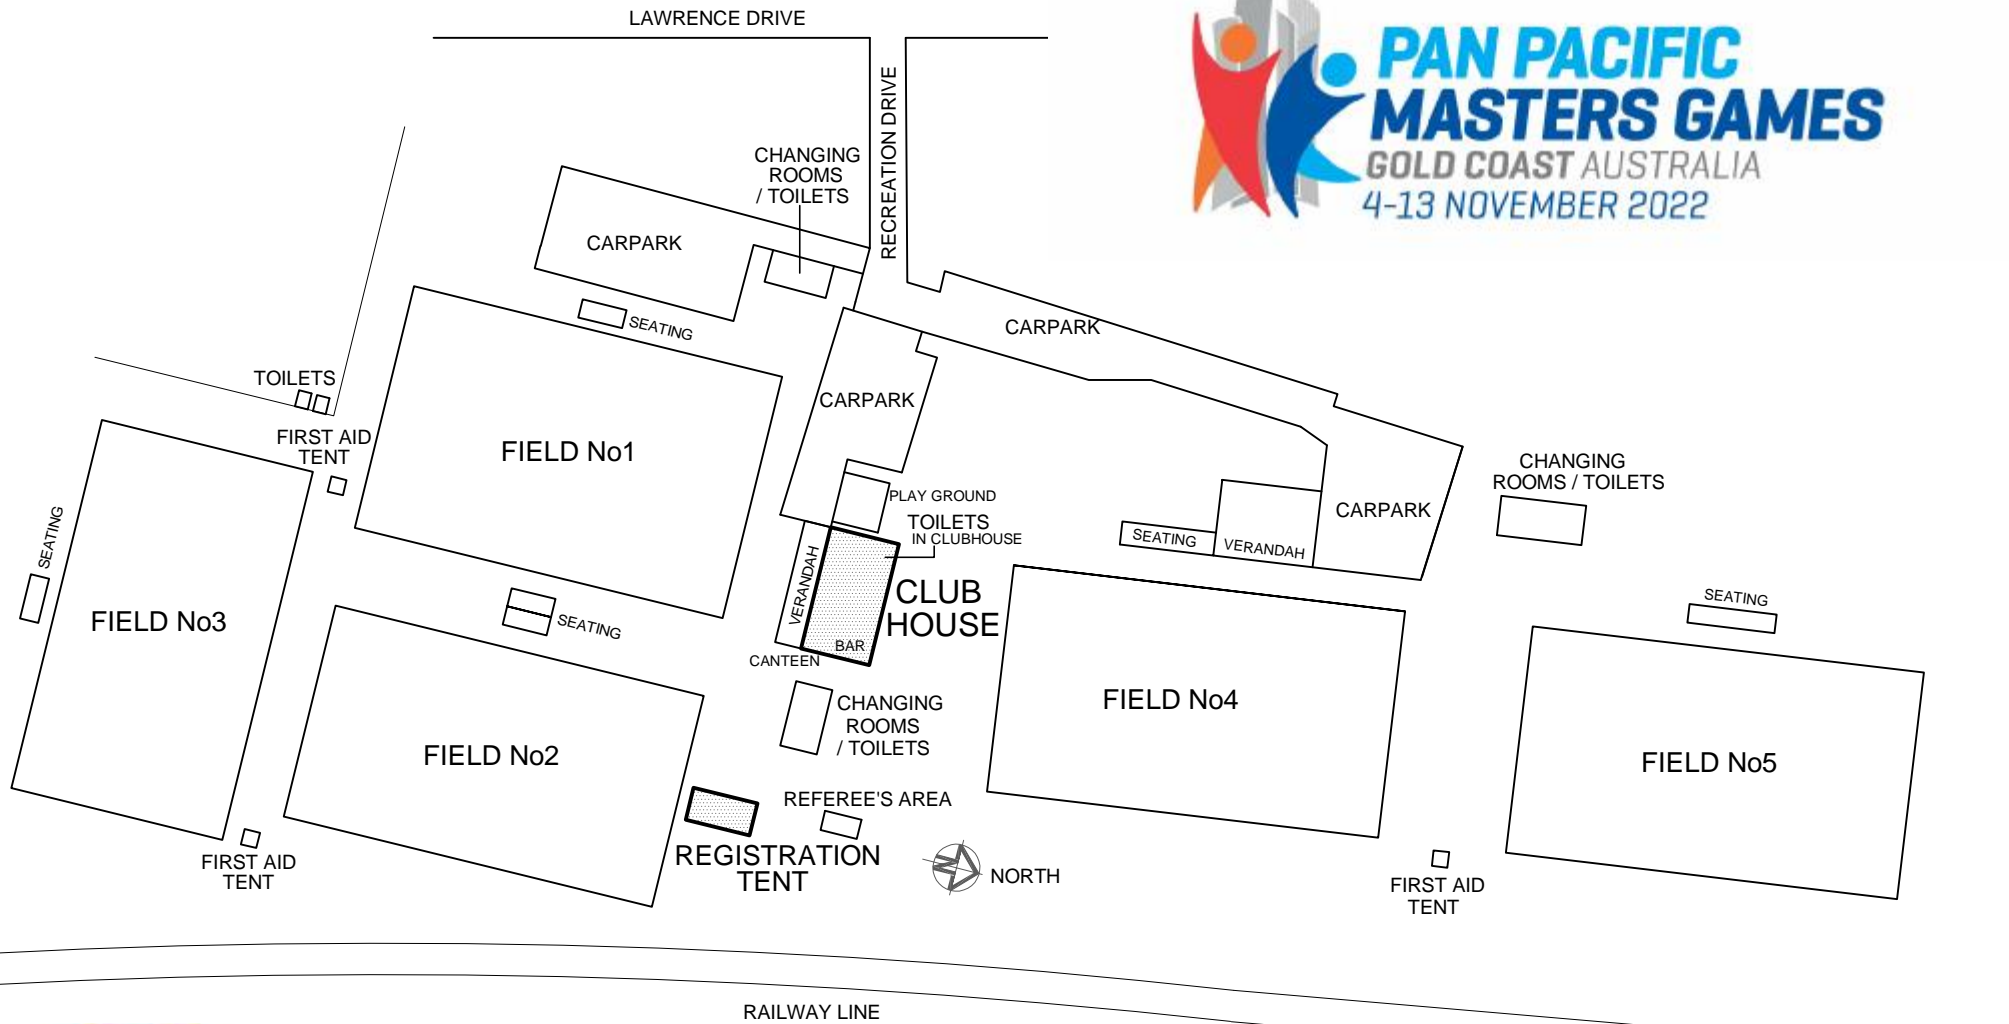 LAWRENCE DRIVE
RECREATION DRIVE
PAN PACIFIC
MASTERS GAMES
GOLD COAST AUSTRALIA
4-13 NOVEMBER 2022
CHANGING
ROOMS
/ TOILETS
CARPARK
SEATING
CARPARK
TOILETS
CARPARK
FIRST AID
TENT
FIELD No1
CHANGING
ROOMS / TOILETS
PLAY GROUND
TOILETS
IN CLUBHOUSE
CARPARK
SEATING
SEATING
VERANDAH
VERANDAH
CLUB
HOUSE
SEATING
FIELD No3
SEATING
BAR
CANTEEN
FIELD No4
CHANGING
ROOMS
/ TOILETS
FIELD No2
FIELD No5
REFEREE'S AREA
REGISTRATION
TENT
FIRST AID
TENT
N
NORTH
FIRST AID
TENT
RAILWAY LINE